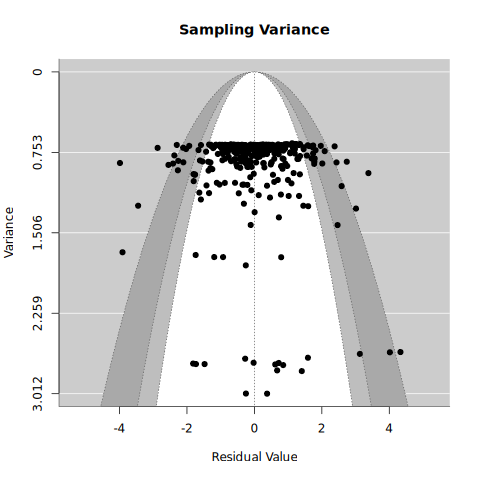 Sampling Variance
Variance
0
0.753
1.506
2.259
3.012
-4 -2 0 2 4
Residual Value